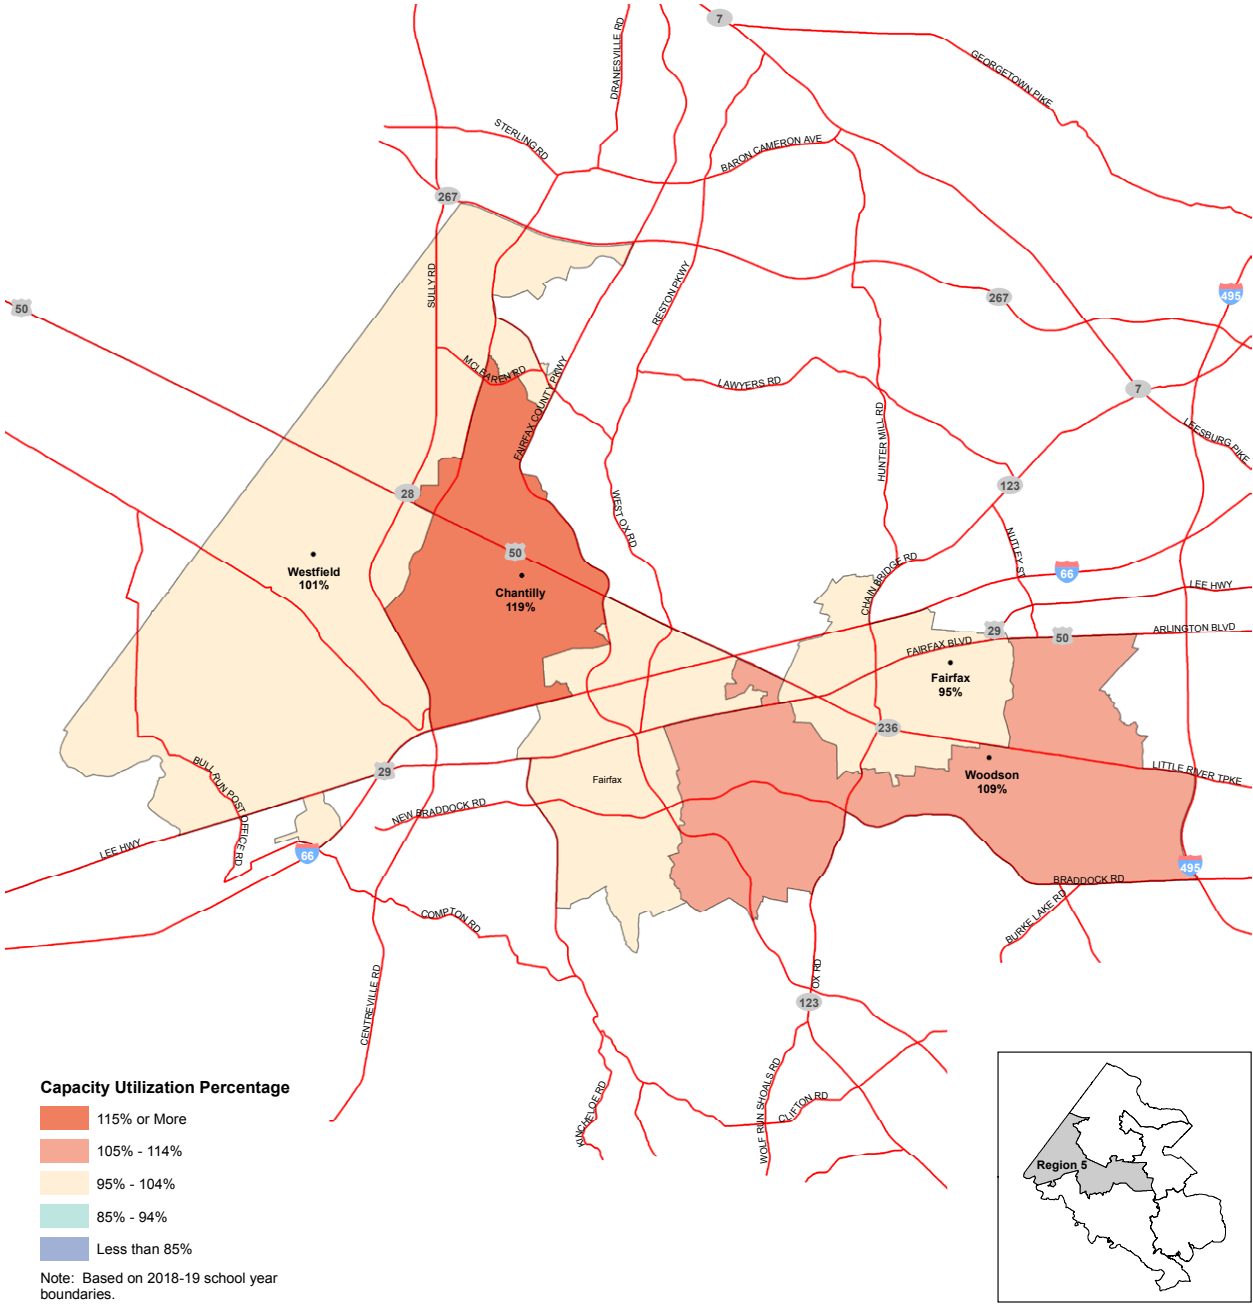 7
GEORGETOWN PIKE
DRANESVILLE RD
STERLING RD
BARON CAMERON AVE
267
SULLY RD
RESTON PKWY
267
495
50
MCLEAREN RD
FAIRFAX COUNTY PKWY
LAWYERS RD
7
HUNTER MILL RD
LEESBURG PIKE
28
123
WEST OX RD
50
NUTLEY ST
Westfield
101%
Chantilly
119%
CHAIN BRIDGE RD
66
LEE HWY
29
50
ARLINGTON BLVD
FAIRFAX BLVD
Fairfax
95%
236
29
BULL RUN POST OFFICE RD
Fairfax
Woodson
109%
LITTLE RIVER TPKE
NEW BRADDOCK RD
LEE HWY
66
495
BRADDOCK RD
BURKE LAKE RD
COMPTON RD
CENTREVILLE RD
OX RD
123
KINCHELOE RD
WOLF RUN SHOALS RD
CLIFTON RD
Capacity Utilization Percentage
115% or More
105% - 114%
95% - 104%
85% - 94%
Less than 85%
Note: Based on 2018-19 school year
boundaries.
Region 5